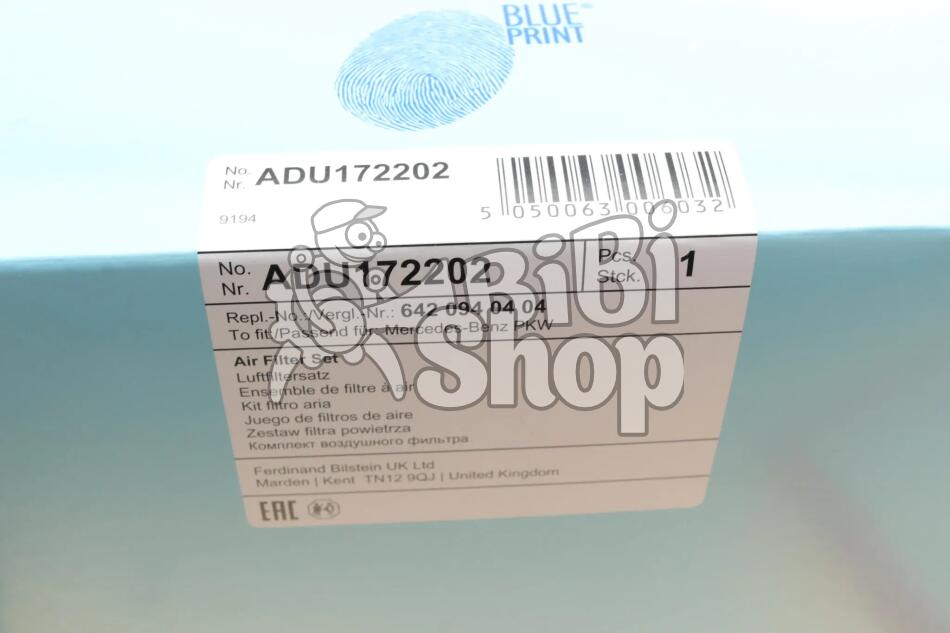 BLUE
PRINT
No.
Nr. ADU172202
9194
5 050063 006032
No.
Nr. ADU172202
Pcs.
Stck. 1
Repl.-No.:/Vergl.-Nr.: 642 094 04 04
To fit:/Passend für: Mercedes-Benz PKW
Air Filter Set
Luftfiltersatz
Ensemble de filtre à air
Kit filtro aria
Juego de filtros de aire
Zestaw filtra powietrza
Комплект воздушного фильтра
Ferdinand Bilstein UK Ltd
Marden | Kent TN12 9QJ | United Kingdom
EAC
BiBi
Shop